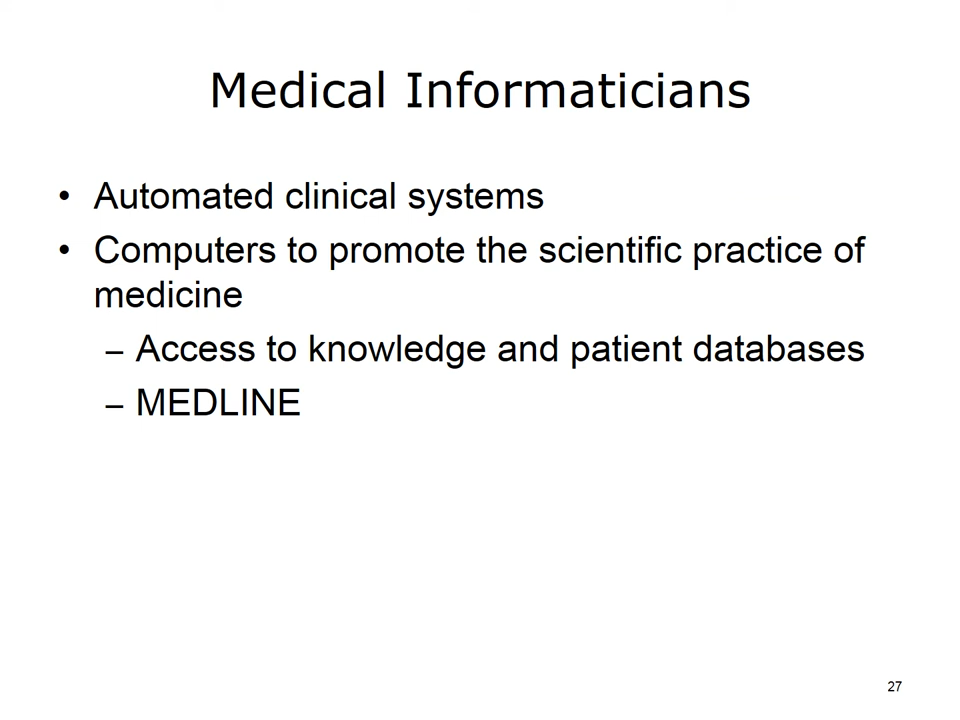 Medical Informaticians
• Automated clinical systems
• Computers to promote the scientific practice of
medicine
– Access to knowledge and patient databases
– MEDLINE
27